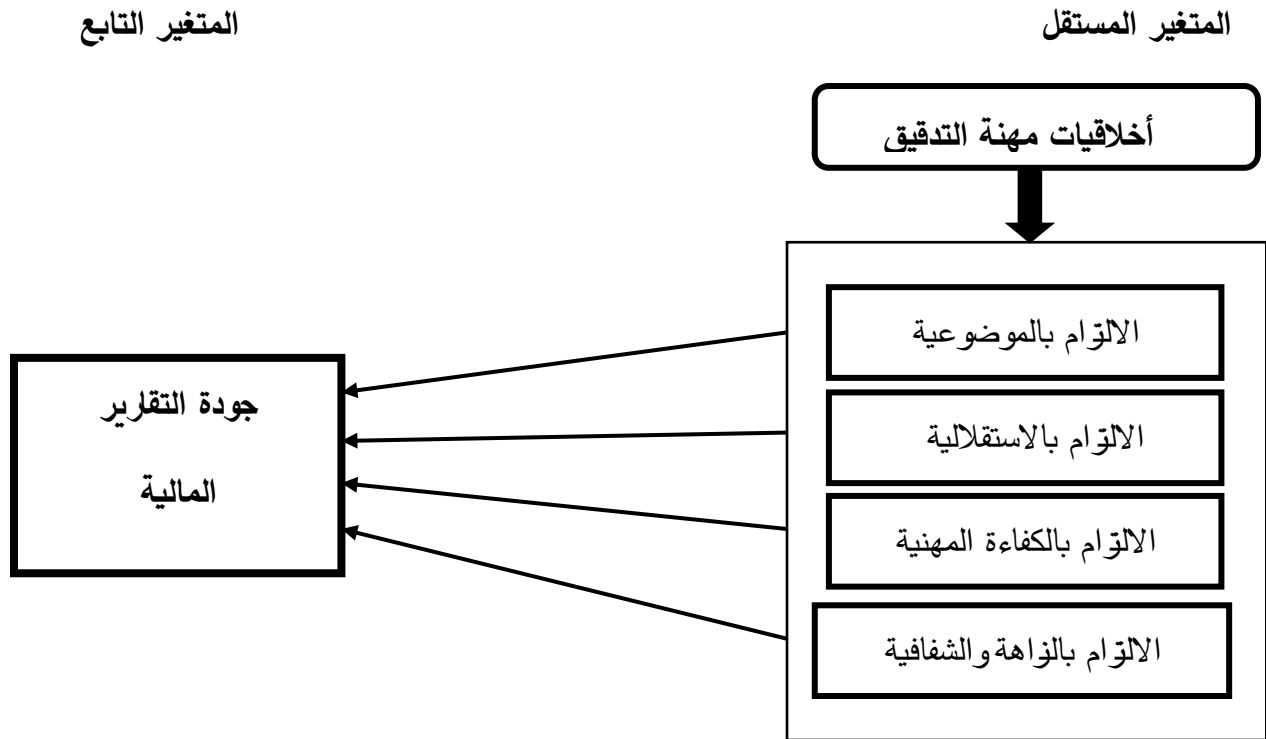 المتغير المستقل
المتغير التابع
أخلاقيات مهنة التدقيق
الالتزام بالموضوعية
الالتزام بالاستقلالية
الالتزام بالكفاءة المهنية
الالتزام بالنزاهة والشفافية
جودة التقارير
المالية